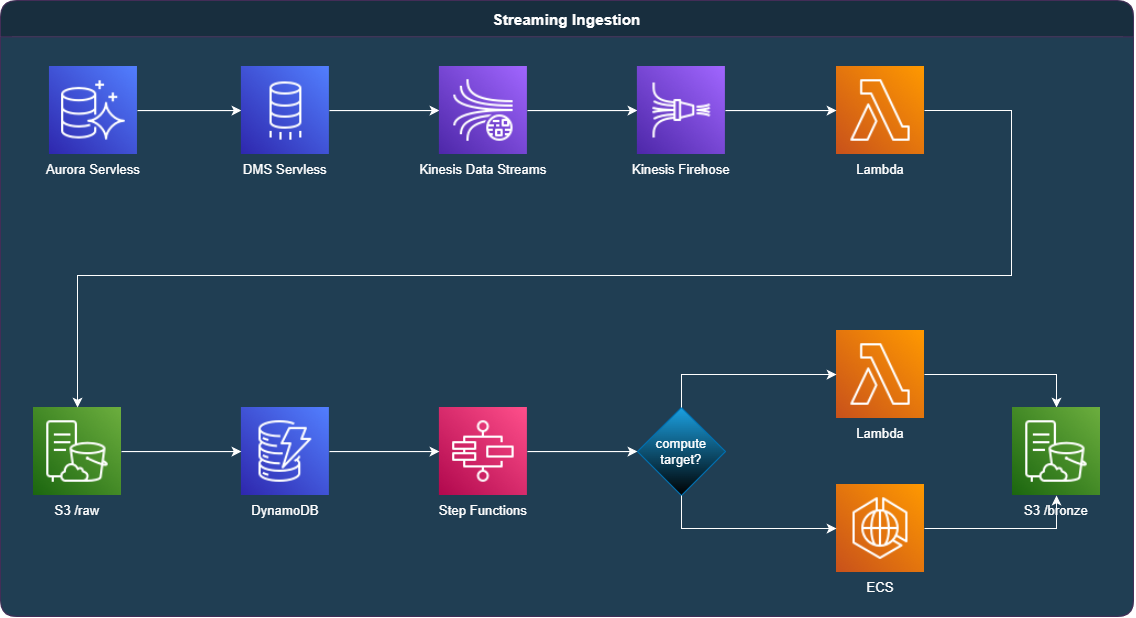 Streaming Ingestion
Aurora Servless
DMS Servless
Kinesis Data Streams
Kinesis Firehose
Lambda
S3 /raw
DynamoDB
Step Functions
compute
target?
Lambda
ECS
S3 /bronze